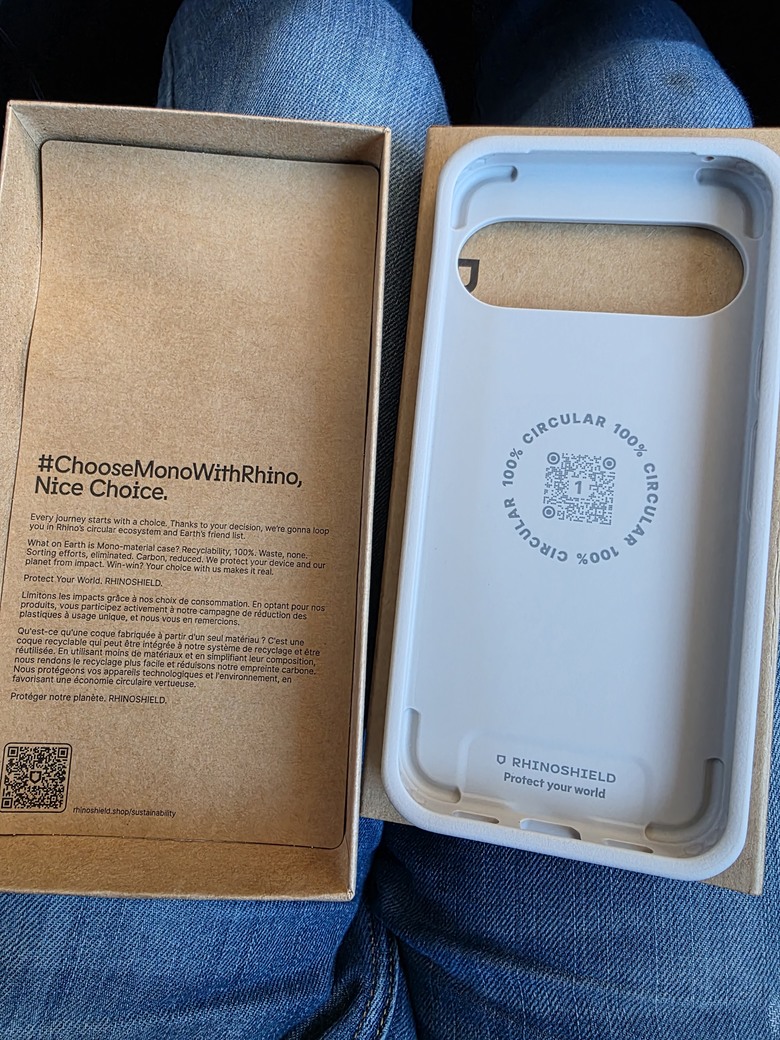 #ChooseMonoWithRhino,
Nice Choice.
Every journey starts with a choice. Thanks to your decision, we're gonna loop
you in Rhino's circular ecosystem and Earth's friend list.
What on Earth is Mono-material case? Recyclability, 100%. Waste, none.
Sorting efforts, eliminated. Carbon, reduced. We protect your device and our
planet from impact. Win-win? Your choice with us makes it real.
Protect Your World. RHINOSHIELD.
Limitons les impacts grâce à nos choix de consommation. En optant pour nos
produits, vous participez activement à notre campagne de réduction des
plastiques à usage unique, et nous vous en remercions.
Qu'est-ce qu'une coque fabriquée à partir d'un seul matériau ? C'est une
coque recyclable qui peut être intégrée à notre système de recyclage et être
réutilisée. En utilisant moins de matériaux et en simplifiant leur composition,
nous rendons le recyclage plus facile et réduisons notre empreinte carbone.
Nous protégeons vos appareils technologiques et l'environnement, en
favorisant une économie circulaire vertueuse.
Protéger notre planète. RHINOSHIELD.
rhinoshield.shop/sustainability
100% CIRCULAR 100% CIRCULAR 100% CIRCULAR
1
RHINOSHIELD
Protect your world